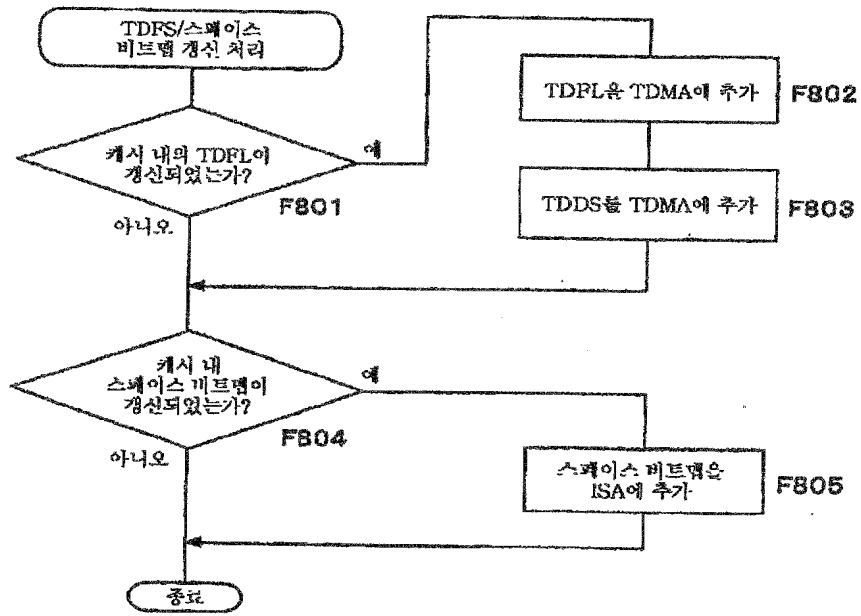 TDFS/스페이스
비트맵 갱신 처리
캐시 내의 TDFL이
갱신되었는가?
예
F801
아니오
TDFL을 TDMA에 추가
F802
TDDS를 TDMA에 추가
F803
캐시 내
스페이스 비트맵이
갱신되었는가?
예
F804
아니오
스페이스 비트맵을
ISA에 추가
F805
종료